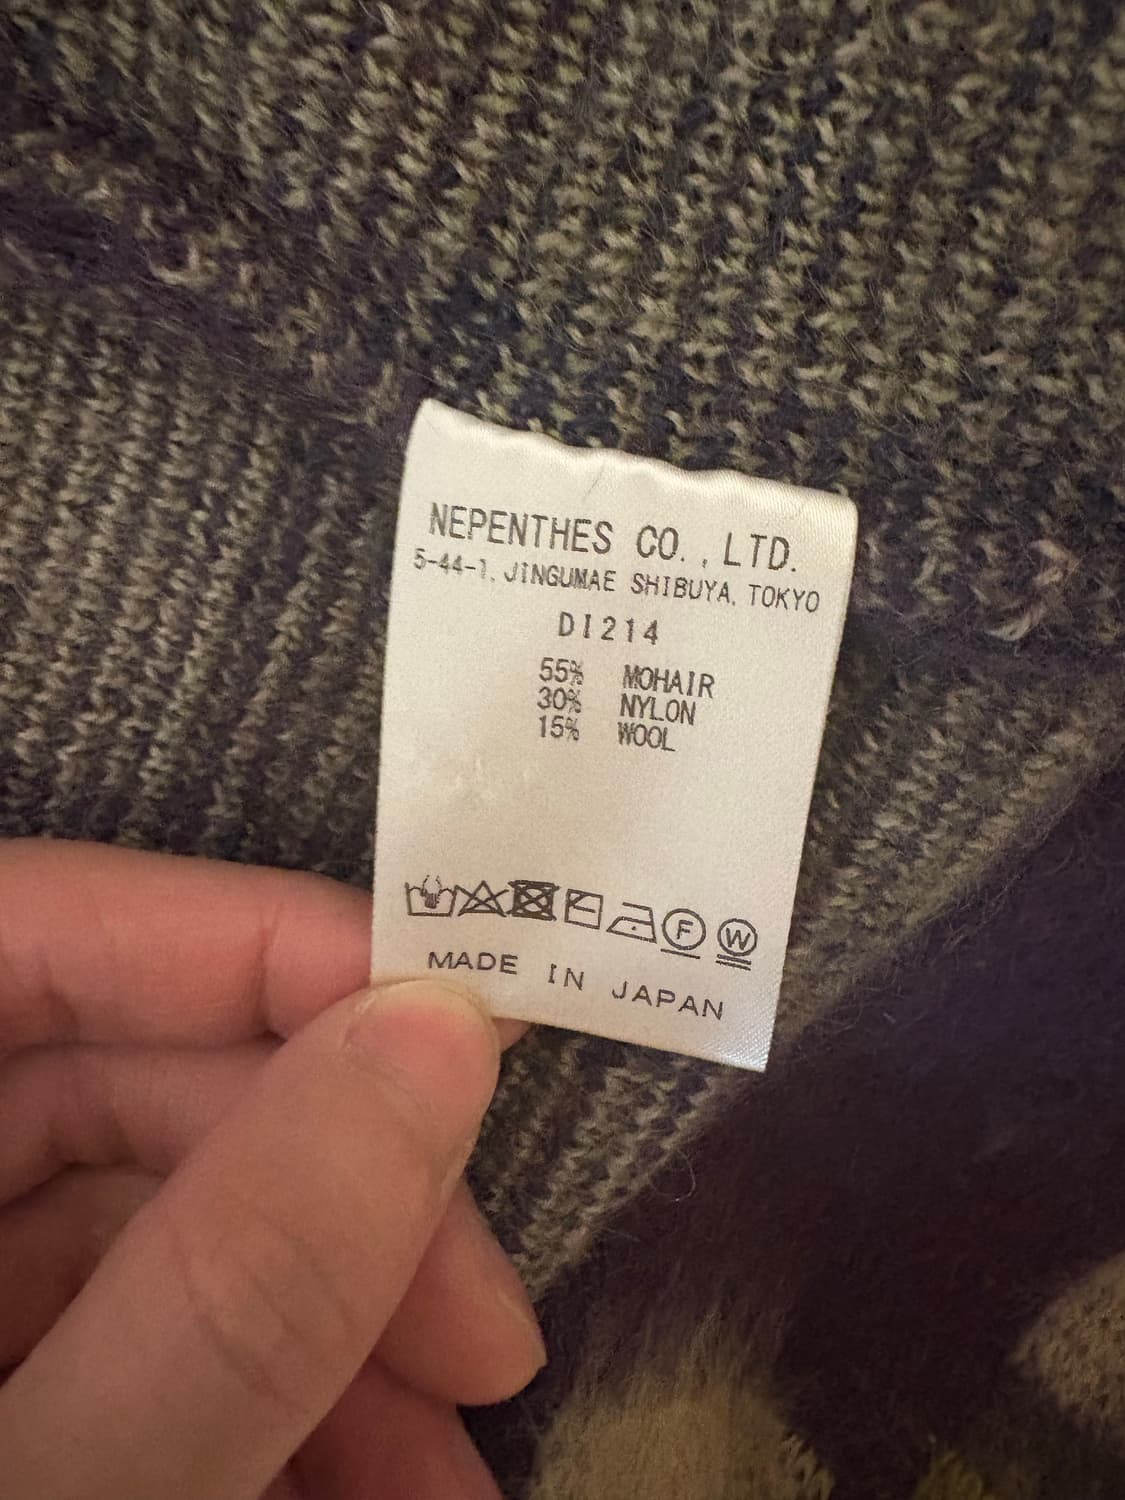 NEPENTHES CO.,LTD.
5-44-1, JINGUMAE SHIBUYA, TOKYO
DI214
55% MOHAIR
30% NYLON
15% WOOL
F W
MADE IN JAPAN